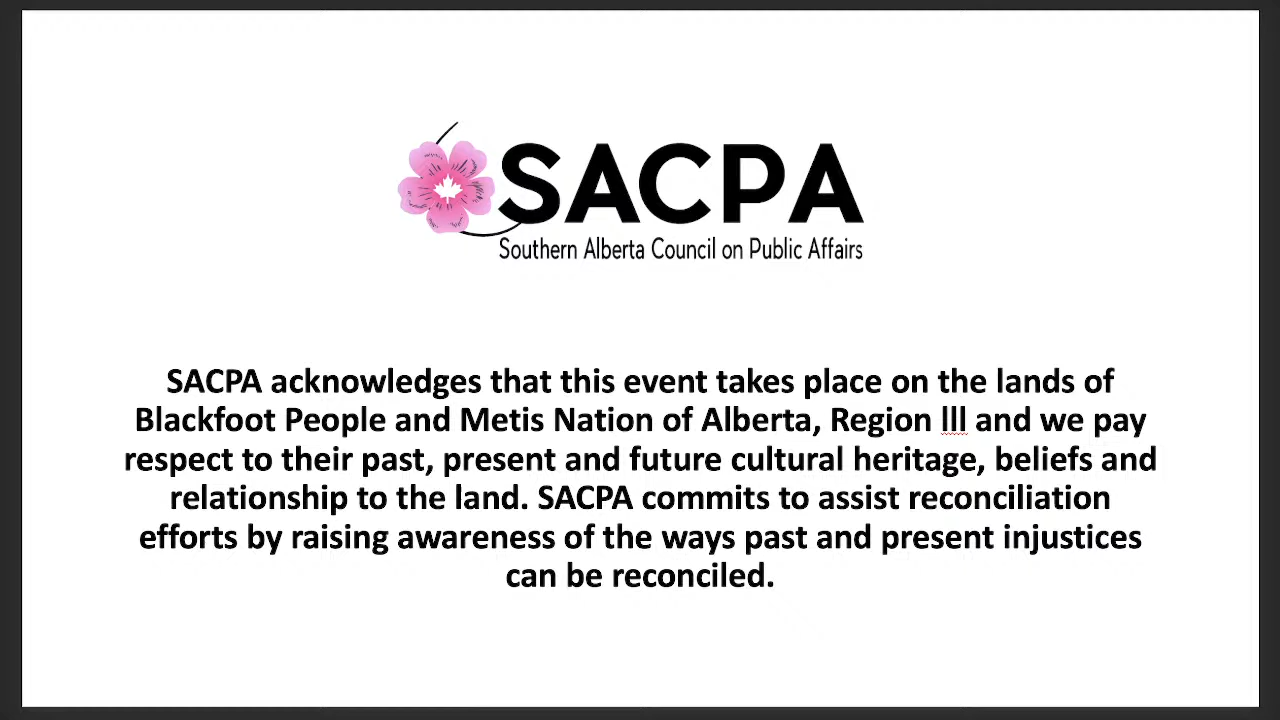 SACPA
Southern Alberta Council on Public Affairs
SACPA acknowledges that this event takes place on the lands of
Blackfoot People and Metis Nation of Alberta, Region lll and we pay
respect to their past, present and future cultural heritage, beliefs and
relationship to the land. SACPA commits to assist reconciliation
efforts by raising awareness of the ways past and present injustices
can be reconciled.